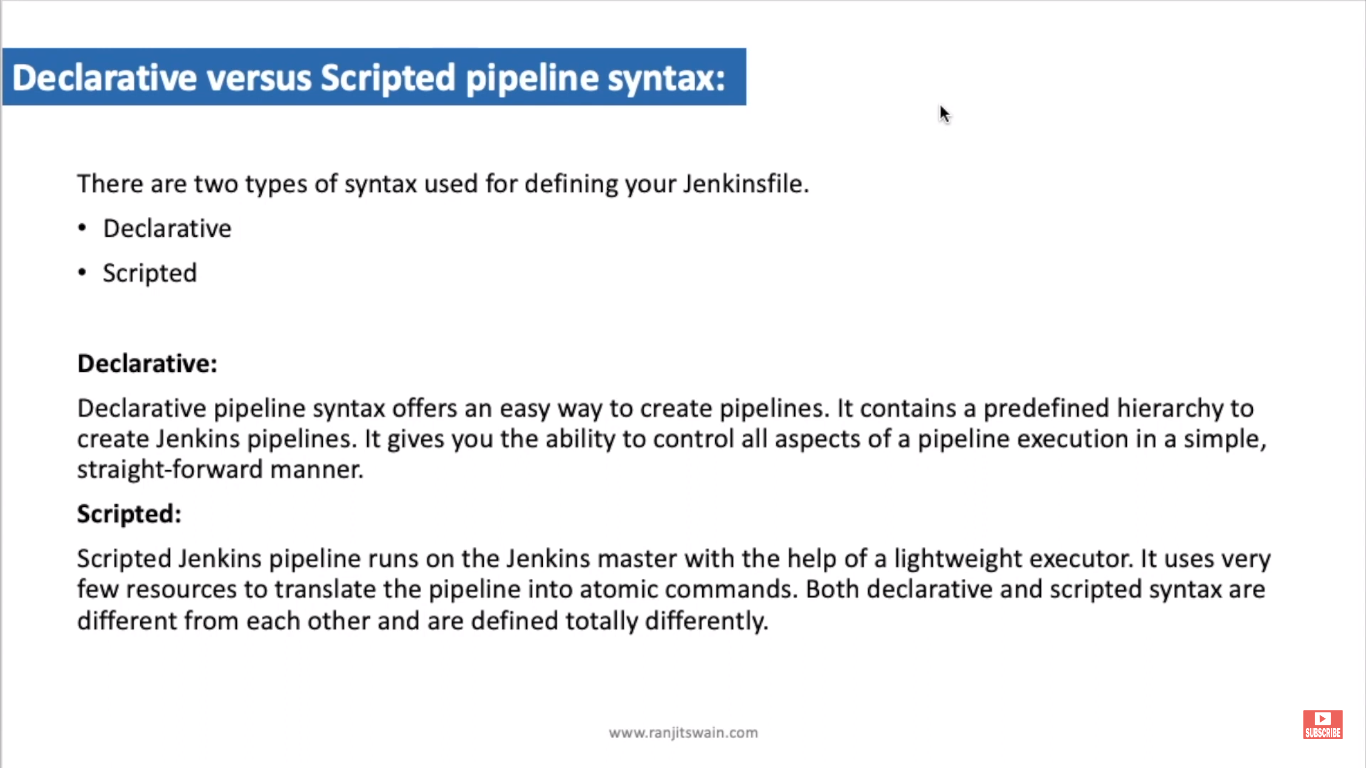 Declarative versus Scripted pipeline syntax:
There are two types of syntax used for defining your Jenkinsfile.
• Declarative
• Scripted
Declarative:
Declarative pipeline syntax offers an easy way to create pipelines. It contains a predefined hierarchy to
create Jenkins pipelines. It gives you the ability to control all aspects of a pipeline execution in a simple,
straight-forward manner.
Scripted:
Scripted Jenkins pipeline runs on the Jenkins master with the help of a lightweight executor. It uses very
few resources to translate the pipeline into atomic commands. Both declarative and scripted syntax are
different from each other and are defined totally differently.
www.ranjitswain.com
SUBSCRIBE